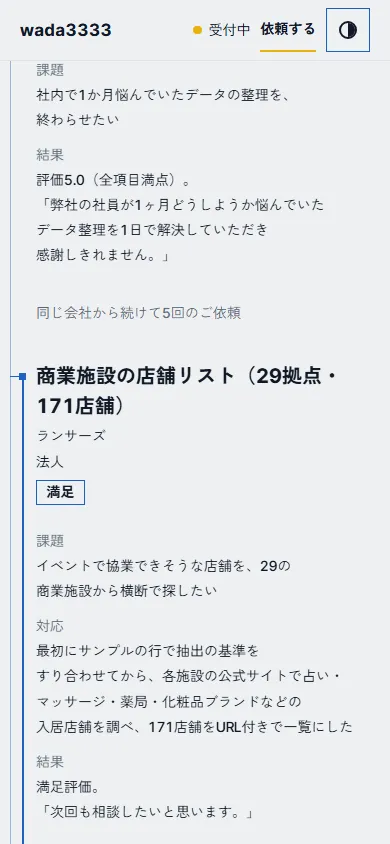 wada3333
受付中
依頼する
課題
社内で1か月悩んでいたデータの整理を、
終わらせたい
結果
評価5.0（全項目満点）。
「弊社の社員が1ヶ月どうしようか悩んでいた
データ整理を1日で解決していただき
感謝しきれません。」
同じ会社から続けて5回のご依頼
商業施設の店舗リスト（29拠点・
171店舗）
ランサーズ
法人
満足
課題
イベントで協業できそうな店舗を、29の
商業施設から横断で探したい
対応
最初にサンプルの行で抽出の基準を
すり合わせてから、各施設の公式サイトで占い・
マッサージ・薬局・化粧品ブランドなどの
入居店舗を調べ、171店舗をURL付きで一覧にした
結果
満足評価。
「次回も相談したいと思います。」